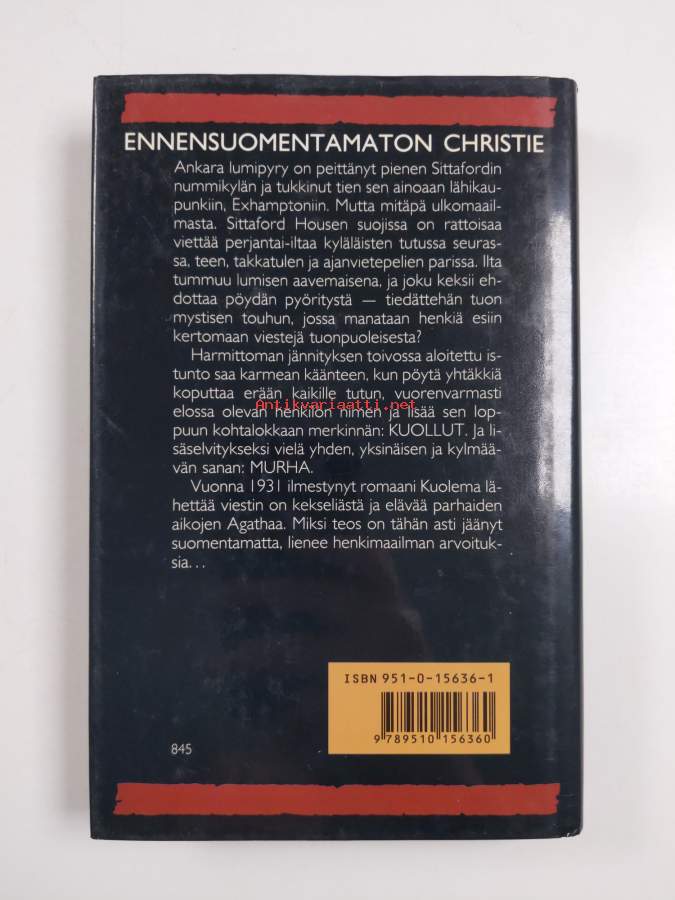 ENNENSUOMENTAMATON CHRISTIE
Ankara lumipyry on peittänyt pienen Sittafordin
nummikylän ja tukkinut tien sen ainoaan lähikau-
punkiin, Exhamptoniin. Mutta mitäpä ulkomaail-
masta. Sittaford Housen suojissa on rattoisaa
viettää perjantai-iltaa kyläläisten tutussa seuras-
sa, teen, takkatulen ja ajanvietepelien parissa. Ilta
tummuu lumisen aavemaisena, ja joku keksii eh-
dottaa pöydän pyöritystä — tiedättehän tuon
mystisen touhun, jossa manataan henkiä esiin
kertomaan viestejä tuonpuoleisesta?
Harmittoman jännityksen toivossa aloitettu is-
tunto saa karmean käänteen, kun pöytä yhtäkkiä
koputtaa erään kaikille tutun, vuorenvarmasti
Antikvariaatti.net
elossa olevan henkilön nimen ja lisää sen lop-
puun kohtalokkaan merkinnän: KUOLLUT. Ja li-
säselvitykseksi vielä yhden, yksinäisen ja kylmää-
vän sanan: MURHA.
Vuonna 1931 ilmestynyt romaani Kuolema lä-
hettää viestin on kekseliästä ja elävää parhaiden
aikojen Agathaa. Miksi teos on tähän asti jäänyt
suomentamatta, lienee henkimaailman arvoituk-
sia...
ISBN 951-0-15636-1
9 789510 156360
845